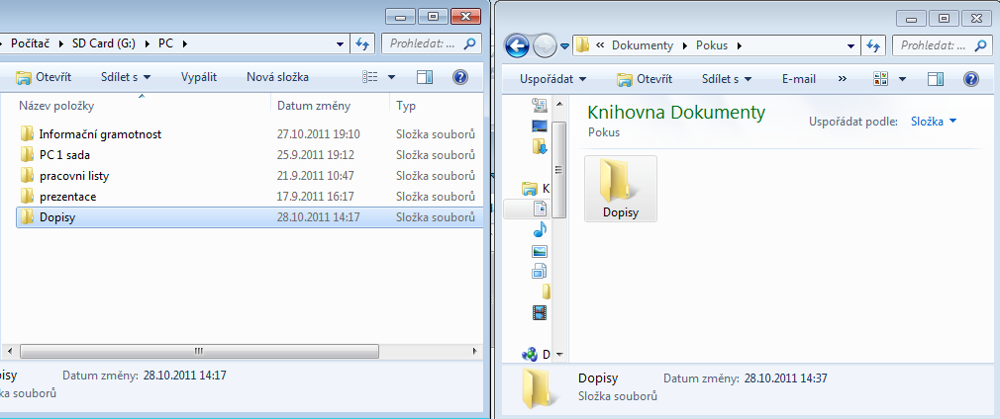 Počítač ▸ SD Card (G:) ▸ PC ▸
Prohledat: ...
Otevřít Sdílet s Vypálit Nová složka
Název položky Datum změny Typ
Informační gramotnost 27.10.2011 19:10 Složka souborů
PC 1 sada 25.9.2011 19:12 Složka souborů
pracovni listy 21.9.2011 10:47 Složka souborů
prezentace 17.9.2011 16:17 Složka souborů
Dopisy 28.10.2011 14:17 Složka souborů
isy Datum změny: 28.10.2011 14:17
ka souborů
« Dokumenty ▸ Pokus ▸
Prohledat: ...
Uspořádat Otevřít Sdílet s E-mail »
Knihovna Dokumenty
Pokus
Uspořádat podle: Složka
K
D
Dopisy
Dopisy Datum změny: 28.10.2011 14:37
Složka souborů